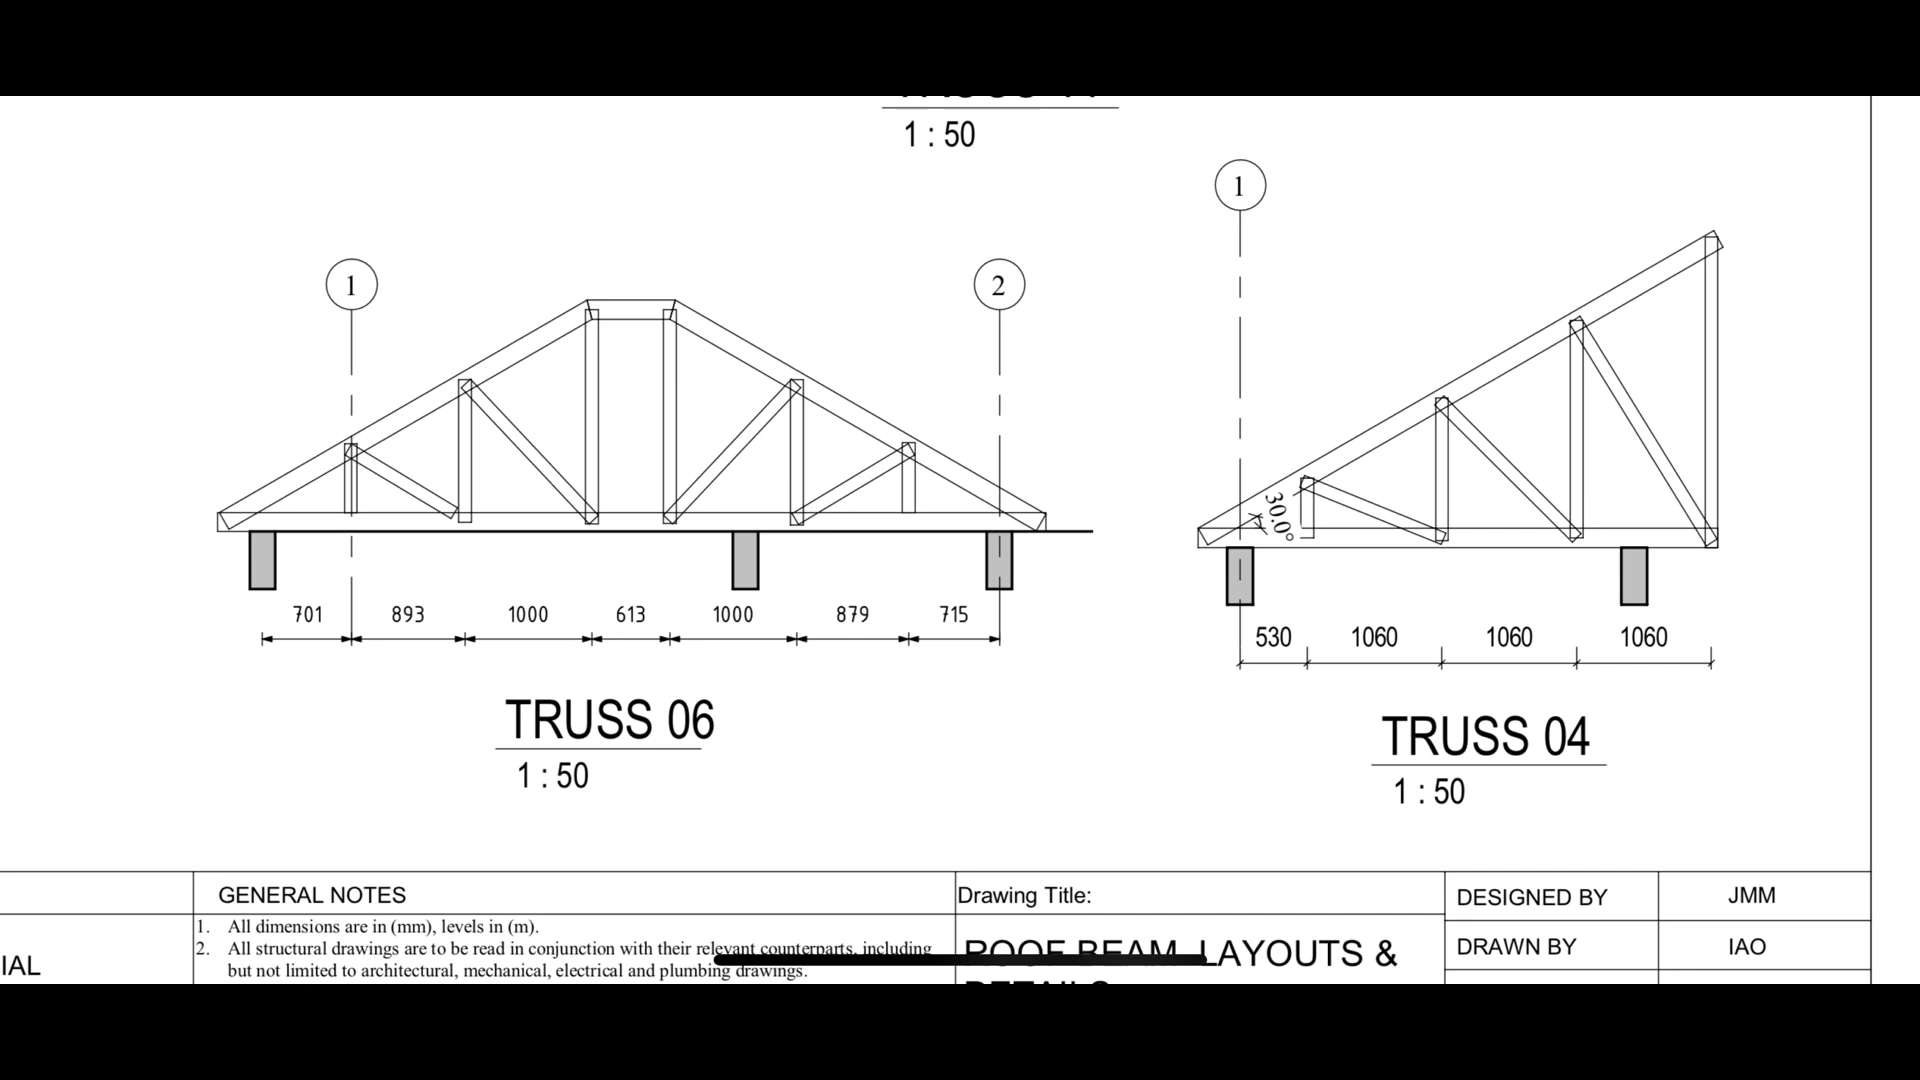 1 : 50
1
1
2
30.0°
701 893 1000 613 1000 879 715
530 1060 1060 1060
TRUSS 06
1 : 50
TRUSS 04
1 : 50
GENERAL NOTES
1. All dimensions are in (mm), levels in (m).
2. All structural drawings are to be read in conjunction with their relevant counterparts, including
but not limited to architectural, mechanical, electrical and plumbing drawings.
IAL
Drawing Title:
ROOF BEAM LAYOUTS &
DETAILS
DESIGNED BY JMM
DRAWN BY IAO